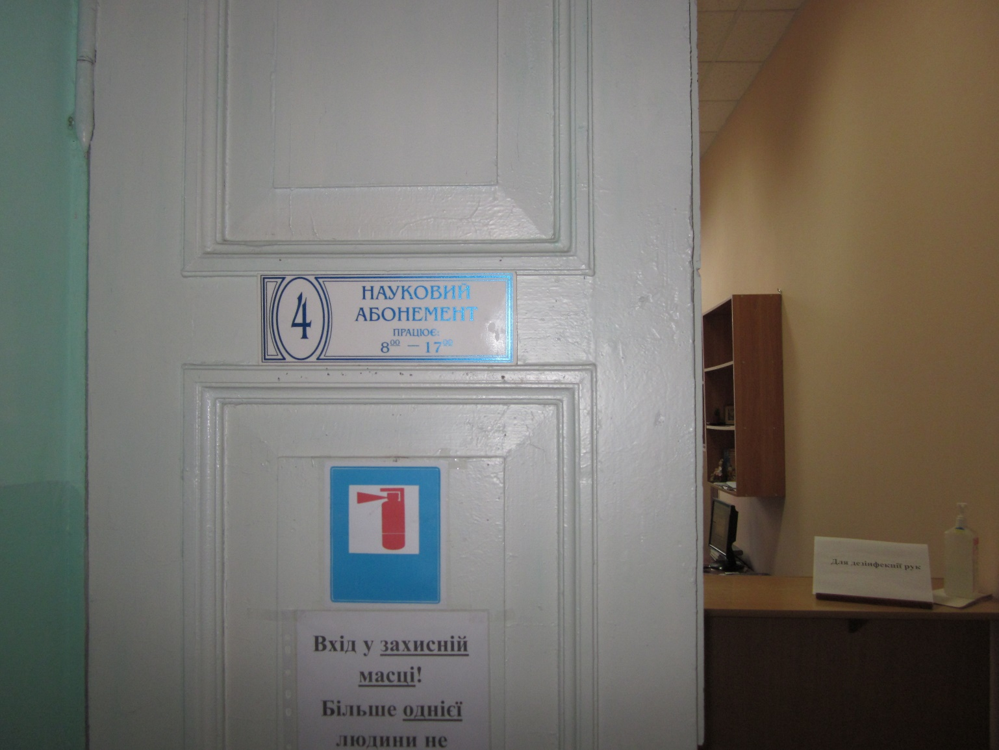 4
НАУКОВИЙ
АБОНЕМЕНТ
ПРАЦЮЄ:
8⁰⁰ — 17⁰⁰
Вхід у захисній
масці!
Більше однієї
людини не
Для дезінфекції рук